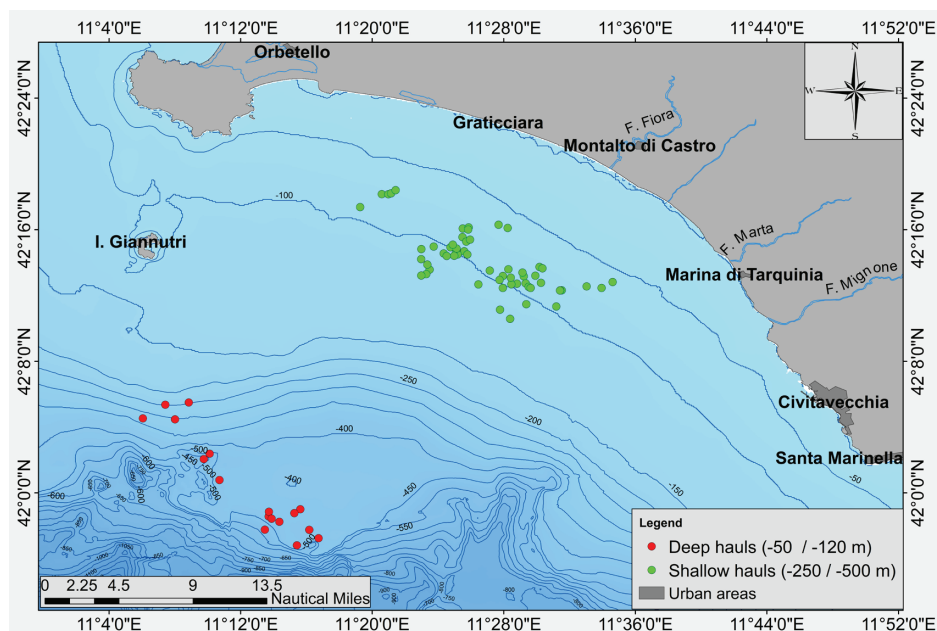 11°4'0"E 11°12'0"E 11°20'0"E 11°28'0"E 11°36'0"E 11°44'0"E 11°52'0"E
42°24'0"N
42°16'0"N
42°8'0"N
42°0'0"N
Orbetello
N
W E
S
42°24'0"N
Graticciara
F. Fiora
Montalto di Castro
-100
42°16'0"N
I. Giannutri
F. Marta
Marina di Tarquinia
F. Mignone
42°8'0"N
-250
Civitavecchia
-200
-400
Santa Marinella
-500
-600
-450
-500
-400
-50
-600
-600
-500
-450
-150
42°0'0"N
-550
-500
Legend
Deep hauls (-50 / -120 m)
Shallow hauls (-250 / -500 m)
Urban areas
0 2.25 4.5 9 13.5
Nautical Miles
11°4'0"E 11°12'0"E 11°20'0"E 11°28'0"E 11°36'0"E 11°44'0"E 11°52'0"E